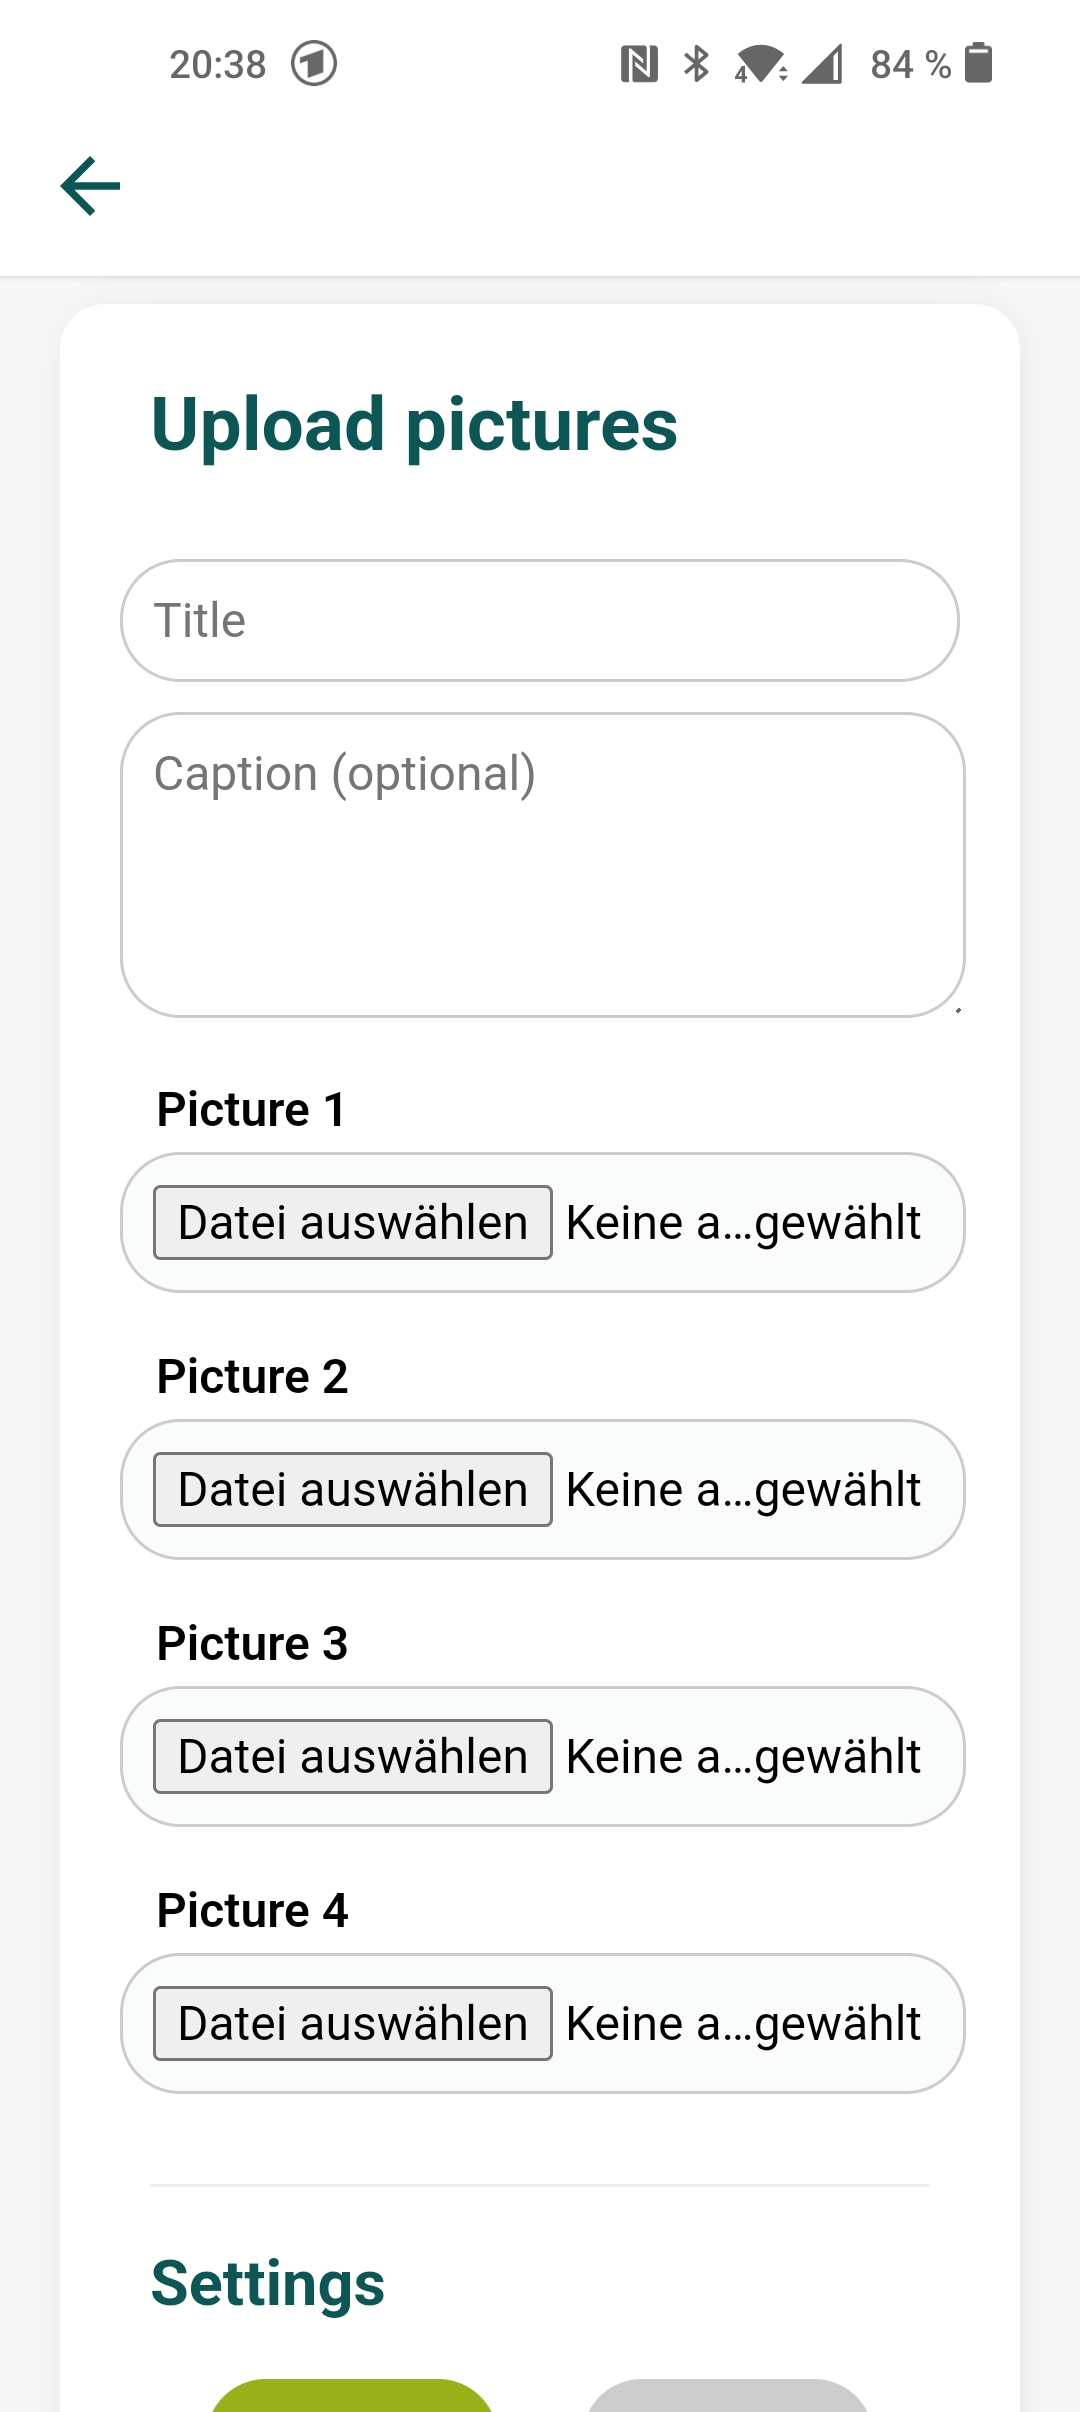 20:38
4 84 %
Upload pictures
Title
Caption (optional)
Picture 1
Datei auswählen Keine a…gewählt
Picture 2
Datei auswählen Keine a…gewählt
Picture 3
Datei auswählen Keine a…gewählt
Picture 4
Datei auswählen Keine a…gewählt
Settings